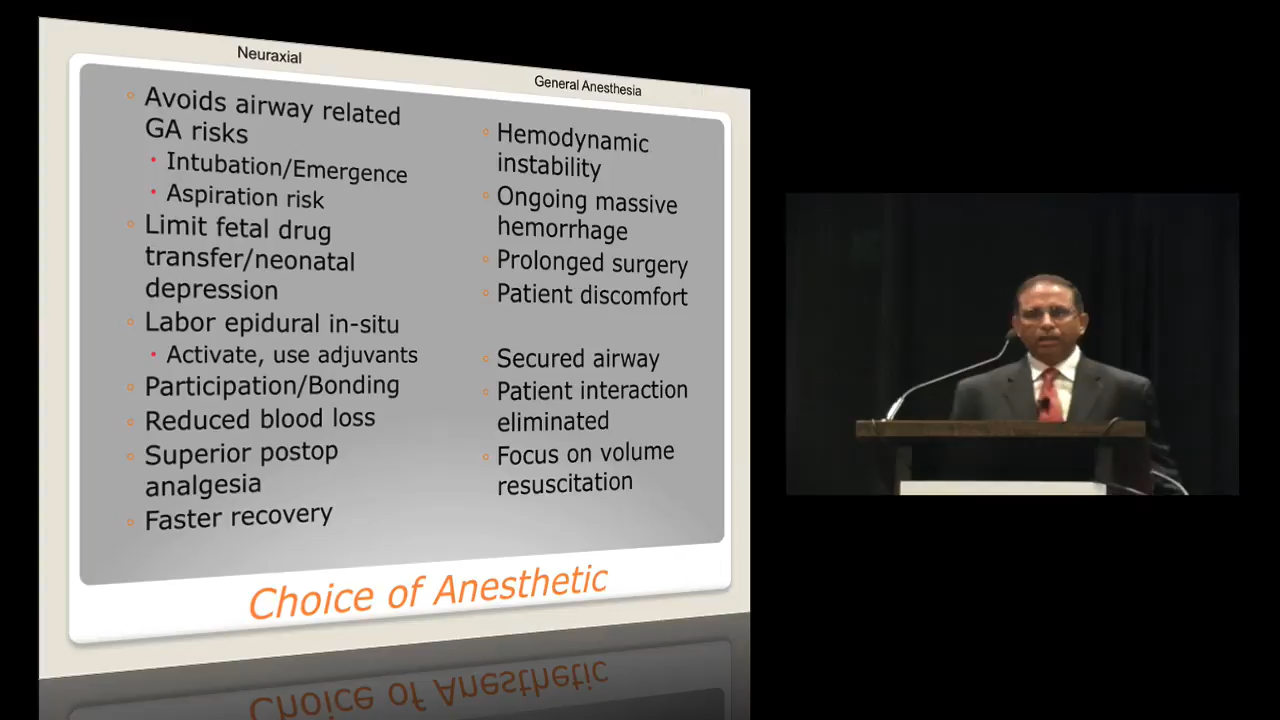 Neuraxial
General Anesthesia
Avoids airway related
GA risks
Intubation/Emergence
Aspiration risk
Limit fetal drug
transfer/neonatal
depression
Labor epidural in-situ
Activate, use adjuvants
Participation/Bonding
Reduced blood loss
Superior postop
analgesia
Faster recovery
Hemodynamic
instability
Ongoing massive
hemorrhage
Prolonged surgery
Patient discomfort
Secured airway
Patient interaction
eliminated
Focus on volume
resuscitation
Choice of Anesthetic